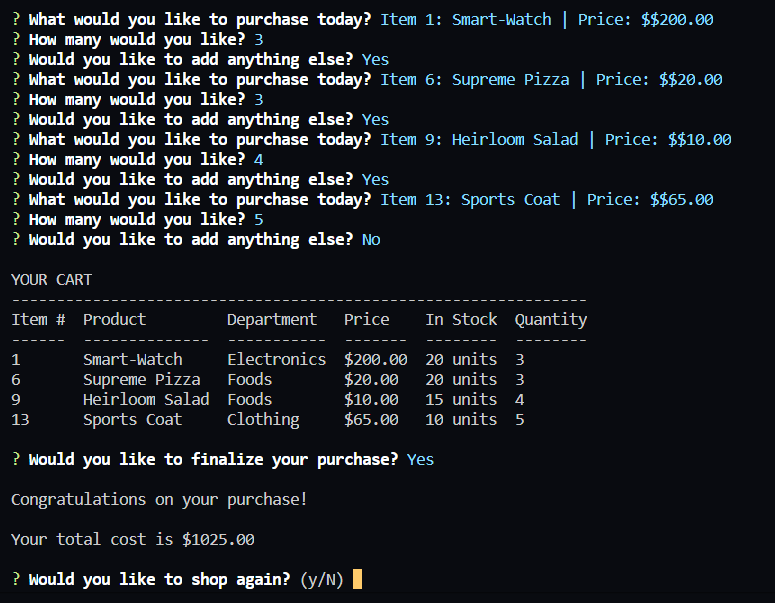 ? What would you like to purchase today? Item 1: Smart-Watch | Price: $$200.00
? How many would you like? 3
? Would you like to add anything else? Yes
? What would you like to purchase today? Item 6: Supreme Pizza | Price: $$20.00
? How many would you like? 3
? Would you like to add anything else? Yes
? What would you like to purchase today? Item 9: Heirloom Salad | Price: $$10.00
? How many would you like? 4
? Would you like to add anything else? Yes
? What would you like to purchase today? Item 13: Sports Coat | Price: $$65.00
? How many would you like? 5
? Would you like to add anything else? No
YOUR CART
----------------------------------------------------------------
Item #  Product         Department   Price    In Stock  Quantity
------  --------------  -----------  -------  --------  --------
1       Smart-Watch     Electronics  $200.00  20 units  3
6       Supreme Pizza   Foods        $20.00   20 units  3
9       Heirloom Salad  Foods        $10.00   15 units  4
13      Sports Coat     Clothing     $65.00   10 units  5
? Would you like to finalize your purchase? Yes
Congratulations on your purchase!
Your total cost is $1025.00
? Would you like to shop again? (y/N)